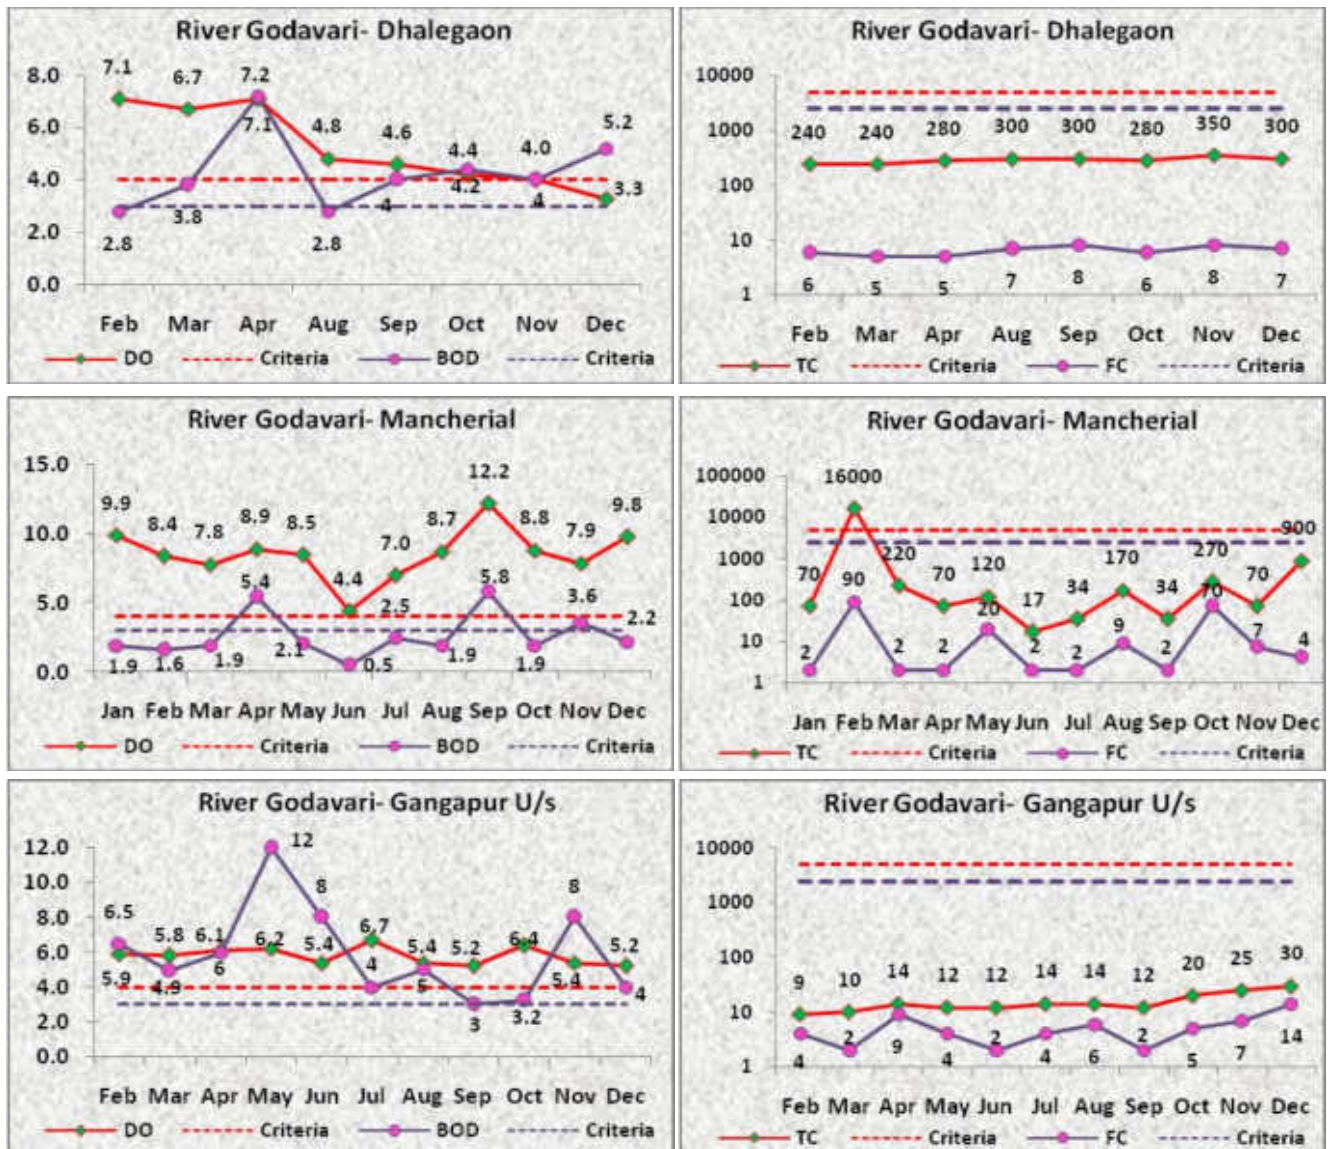 River Godavari- Dhalegaon
7.1 6.7 7.2 7.1 4.8 4.6 4.4 4.0 5.2
8.0
6.0
4.0
2.0
0.0
2.8 3.8 2.8 4 4.2 4 3.3
Feb Mar Apr Aug Sep Oct Nov Dec
DO Criteria BOD Criteria
River Godavari- Dhalegaon
10000
1000
100
10
1
240 240 280 300 300 280 350 300
6 5 5 7 8 6 8 7
Feb Mar Apr Aug Sep Oct Nov Dec
TC Criteria FC Criteria
River Godavari- Mancherial
15.0
10.0
5.0
0.0
9.9 8.4 7.8 8.9 8.5 4.4 7.0 8.7 12.2 8.8 7.9 9.8
1.9 1.6 1.9 5.4 2.1 0.5 2.5 1.9 5.8 1.9 3.6 2.2
Jan Feb Mar Apr May Jun Jul Aug Sep Oct Nov Dec
DO Criteria BOD Criteria
River Godavari- Mancherial
100000
10000
1000
100
10
1
70 16000 220 70 120 17 34 170 34 270 70 900
2 90 2 2 20 2 2 9 2 70 7 4
Jan Feb Mar Apr May Jun Jul Aug Sep Oct Nov Dec
TC Criteria FC Criteria
River Godavari- Gangapur U/s
12.0
10.0
8.0
6.0
4.0
2.0
0.0
5.9 5.8 6.1 6.2 5.4 6.7 5.4 5.2 6.4 5.4 5.2
6.5 4.9 6 12 8 4 5 3 3.2 8 4
Feb Mar Apr May Jun Jul Aug Sep Oct Nov Dec
DO Criteria BOD Criteria
River Godavari- Gangapur U/s
10000
1000
100
10
1
9 10 14 12 12 14 14 12 20 25 30
4 2 9 4 2 4 6 2 5 7 14
Feb Mar Apr May Jun Jul Aug Sep Oct Nov Dec
TC Criteria FC Criteria